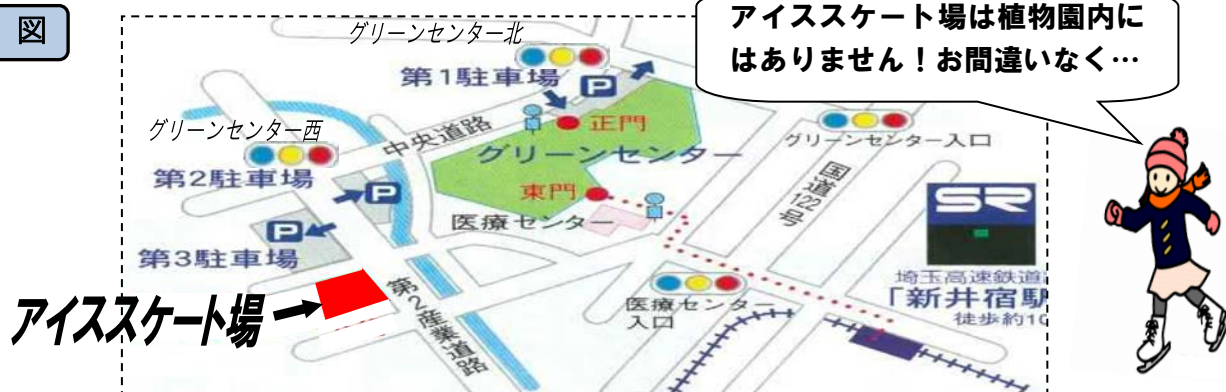 図
アイススケート場は植物園内に
はありません！お間違いなく…
グリーンセンター北
第1駐車場
P
正門
グリーンセンター西
中央道路
グリーンセンター
グリーンセンター入口
第2駐車場
P
東門
国道122号
SR
医療センター
P
第3駐車場
埼玉高速鉄道
「新井宿駅
徒歩約10
アイススケート場
第2産業道路
医療センター
入口